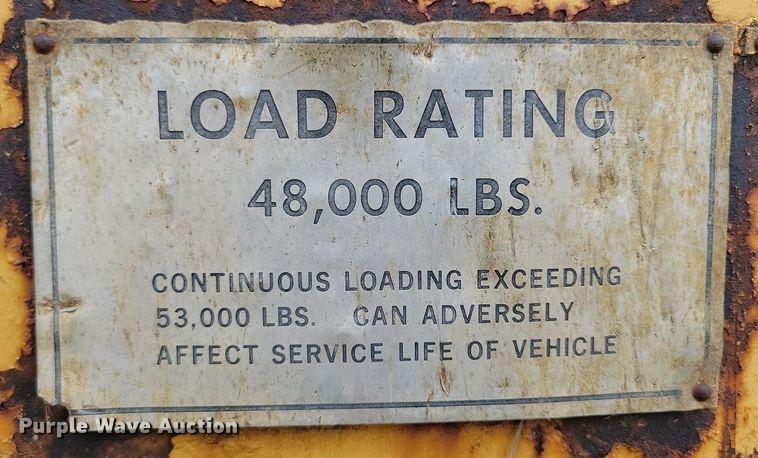 LOAD RATING
48,000 LBS.
CONTINUOUS LOADING EXCEEDING
53,000 LBS. CAN ADVERSELY
AFFECT SERVICE LIFE OF VEHICLE
Purple Wave Auction